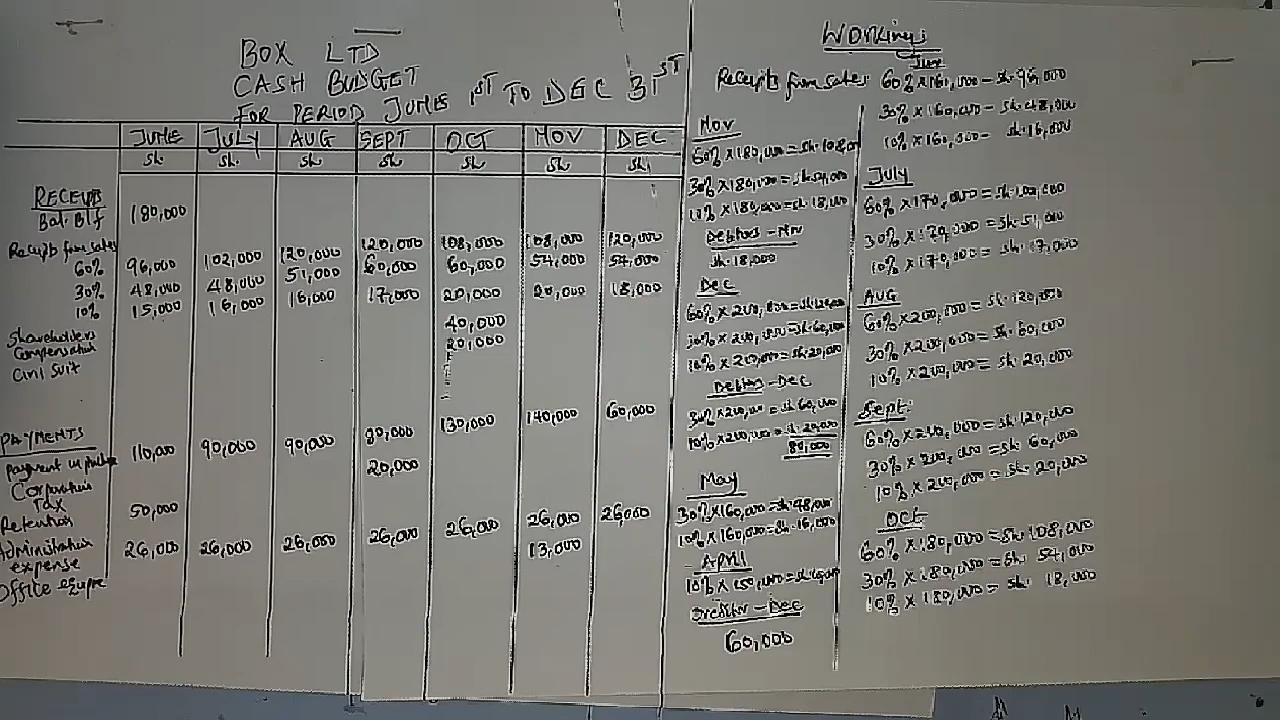 BOX LTD
CASH BUDGET
FOR PERIOD JUNE 1ST TO DEC 31ST
JUNE JULY AUG SEPT OCT NOV DEC
sh. sh. sh. sh. sh sh sh.
RECEIPTS
Bal. B/f 180,000
Receipts from sales
60% 96,000 102,000 120,000 120,000 108,000 108,000 120,000
30% 48,000 48,000 51,000 60,000 60,000 54,000 54,000
10% 15,000 16,000 16,000 17,000 20,000 20,000 18,000
Shareholders 40,000
Compensation 20,000
Civil suit
PAYMENTS
Payment 110,000 90,000 90,000 80,000 130,000 140,000 60,000
Corporation 20,000
Tax
Retention 50,000
Administration 26,000 26,000 26,000 26,000 26,000 26,000 26,000
expense 13,000
Office
Workings
June
Receipts from sales 60% × 160,000 - sh. 96,000
30% × 160,000 - sh. 48,000
10% × 160,000 - sh. 16,000
Nov
60% × 180,000 = sh. 108,000
30% × 180,000 = sh 54,000
10% × 180,000 = sh 18,000
Debtors - Nov
sh. 18,000
Dec
60% × 200,000 = sh. 120,000
30% × 200,000 = sh. 60,000
10% × 200,000 = sh. 20,000
Debtors - Dec
30% × 200,000 = sh 60,000
10% × 200,000 = sh. 20,000
80,000
May
30% × 160,000 = sh. 48,000
10% × 160,000 = sh. 16,000
April
10% × 150,000 = sh.
Creditor - Dec
60,000
July
60% × 170,000 = sh. 102,000
30% × 170,000 = sh. 51,000
10% × 170,000 = sh. 17,000
AUG
60% × 200,000 = sh. 120,000
30% × 200,000 = sh. 60,000
10% × 200,000 = sh. 20,000
Sept:
60% × 200,000 = sh. 120,000
30% × 200,000 = sh. 60,000
10% × 200,000 = sh. 20,000
OCT
60% × 180,000 = sh. 108,000
30% × 180,000 = sh. 54,000
10% × 180,000 = sh. 18,000